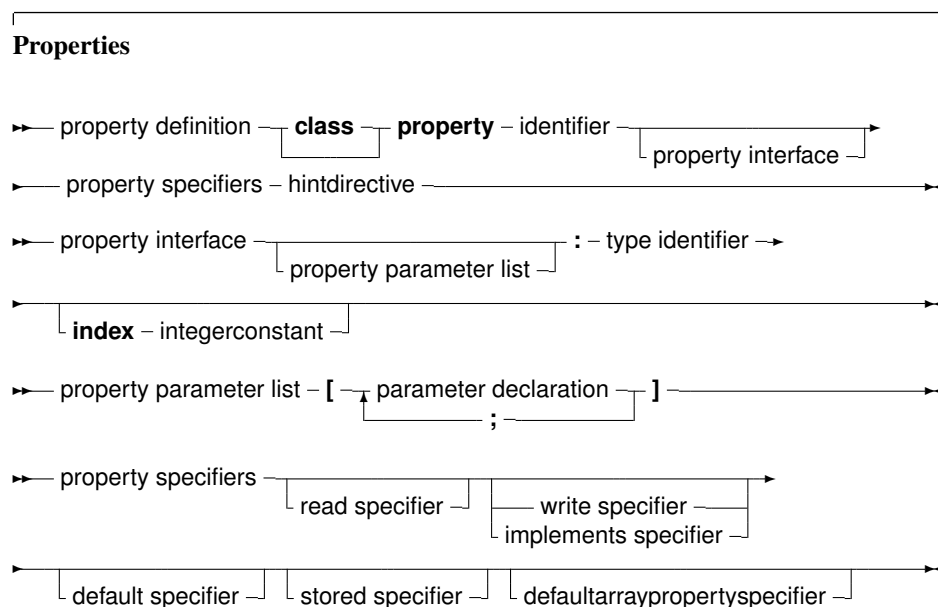 Properties
property definition class property identifier
property interface
property specifiers hintdirective
property interface : type identifier
property parameter list
index integerconstant
property parameter list [ parameter declaration ]
;
property specifiers
read specifier write specifier
implements specifier
default specifier stored specifier defaultarraypropertyspecifier